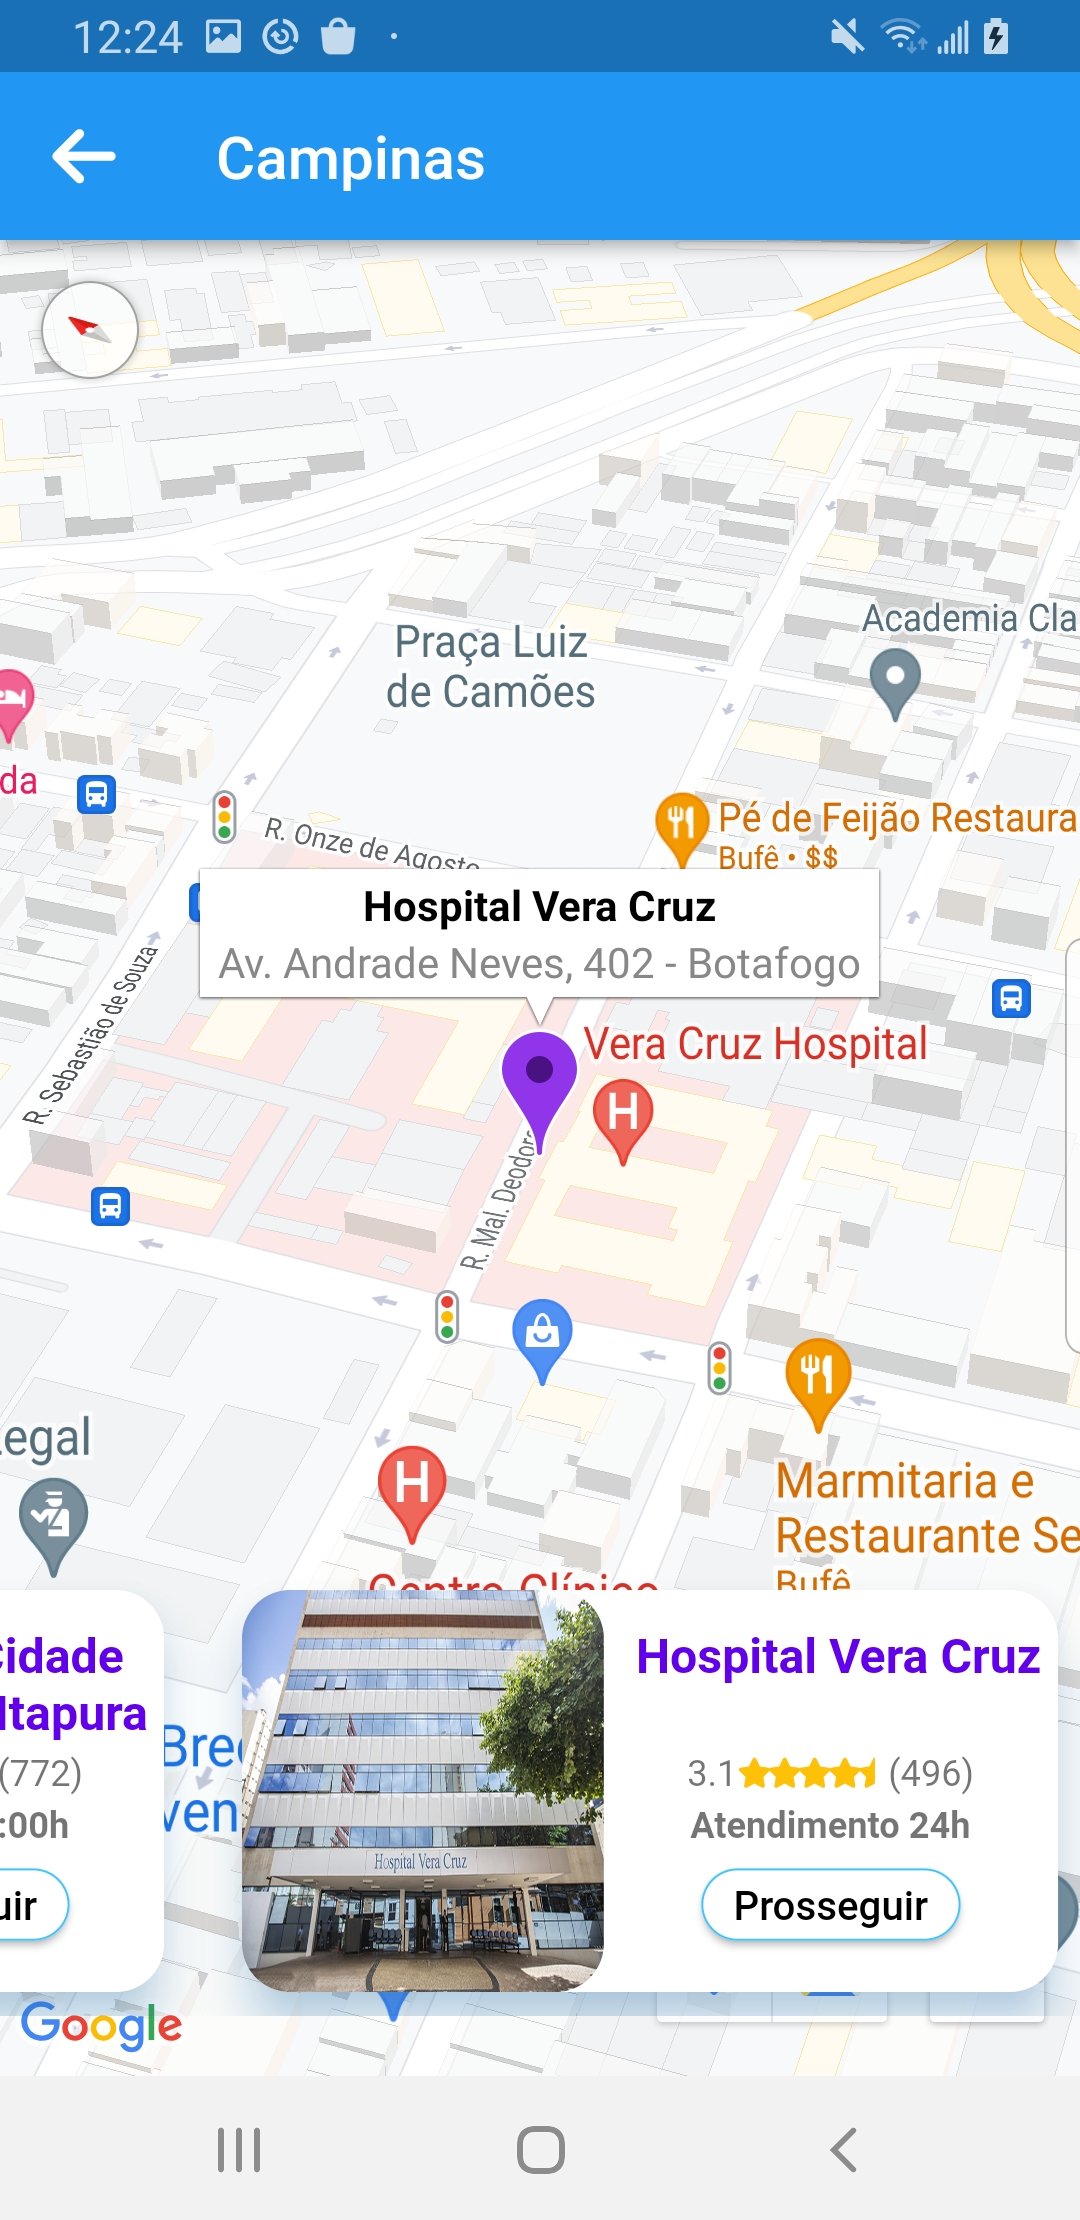 12:24
Campinas
Academia Cla
Praça Luiz
de Camões
da
Pé de Feijão Restaura
Bufê • $$
R. Onze de Agosto
Hospital Vera Cruz
Av. Andrade Neves, 402 - Botafogo
R. Sebastião de Souza
Vera Cruz Hospital
H
R. Mal. Deodoro
Legal
H
Marmitaria e
Restaurante Se
Bufê
Centro Clínico
Cidade
Itapura
(772)
:00h
uir
Bre
ven
Hospital Vera Cruz
Hospital Vera Cruz
3.1 (496)
Atendimento 24h
Prosseguir
Google